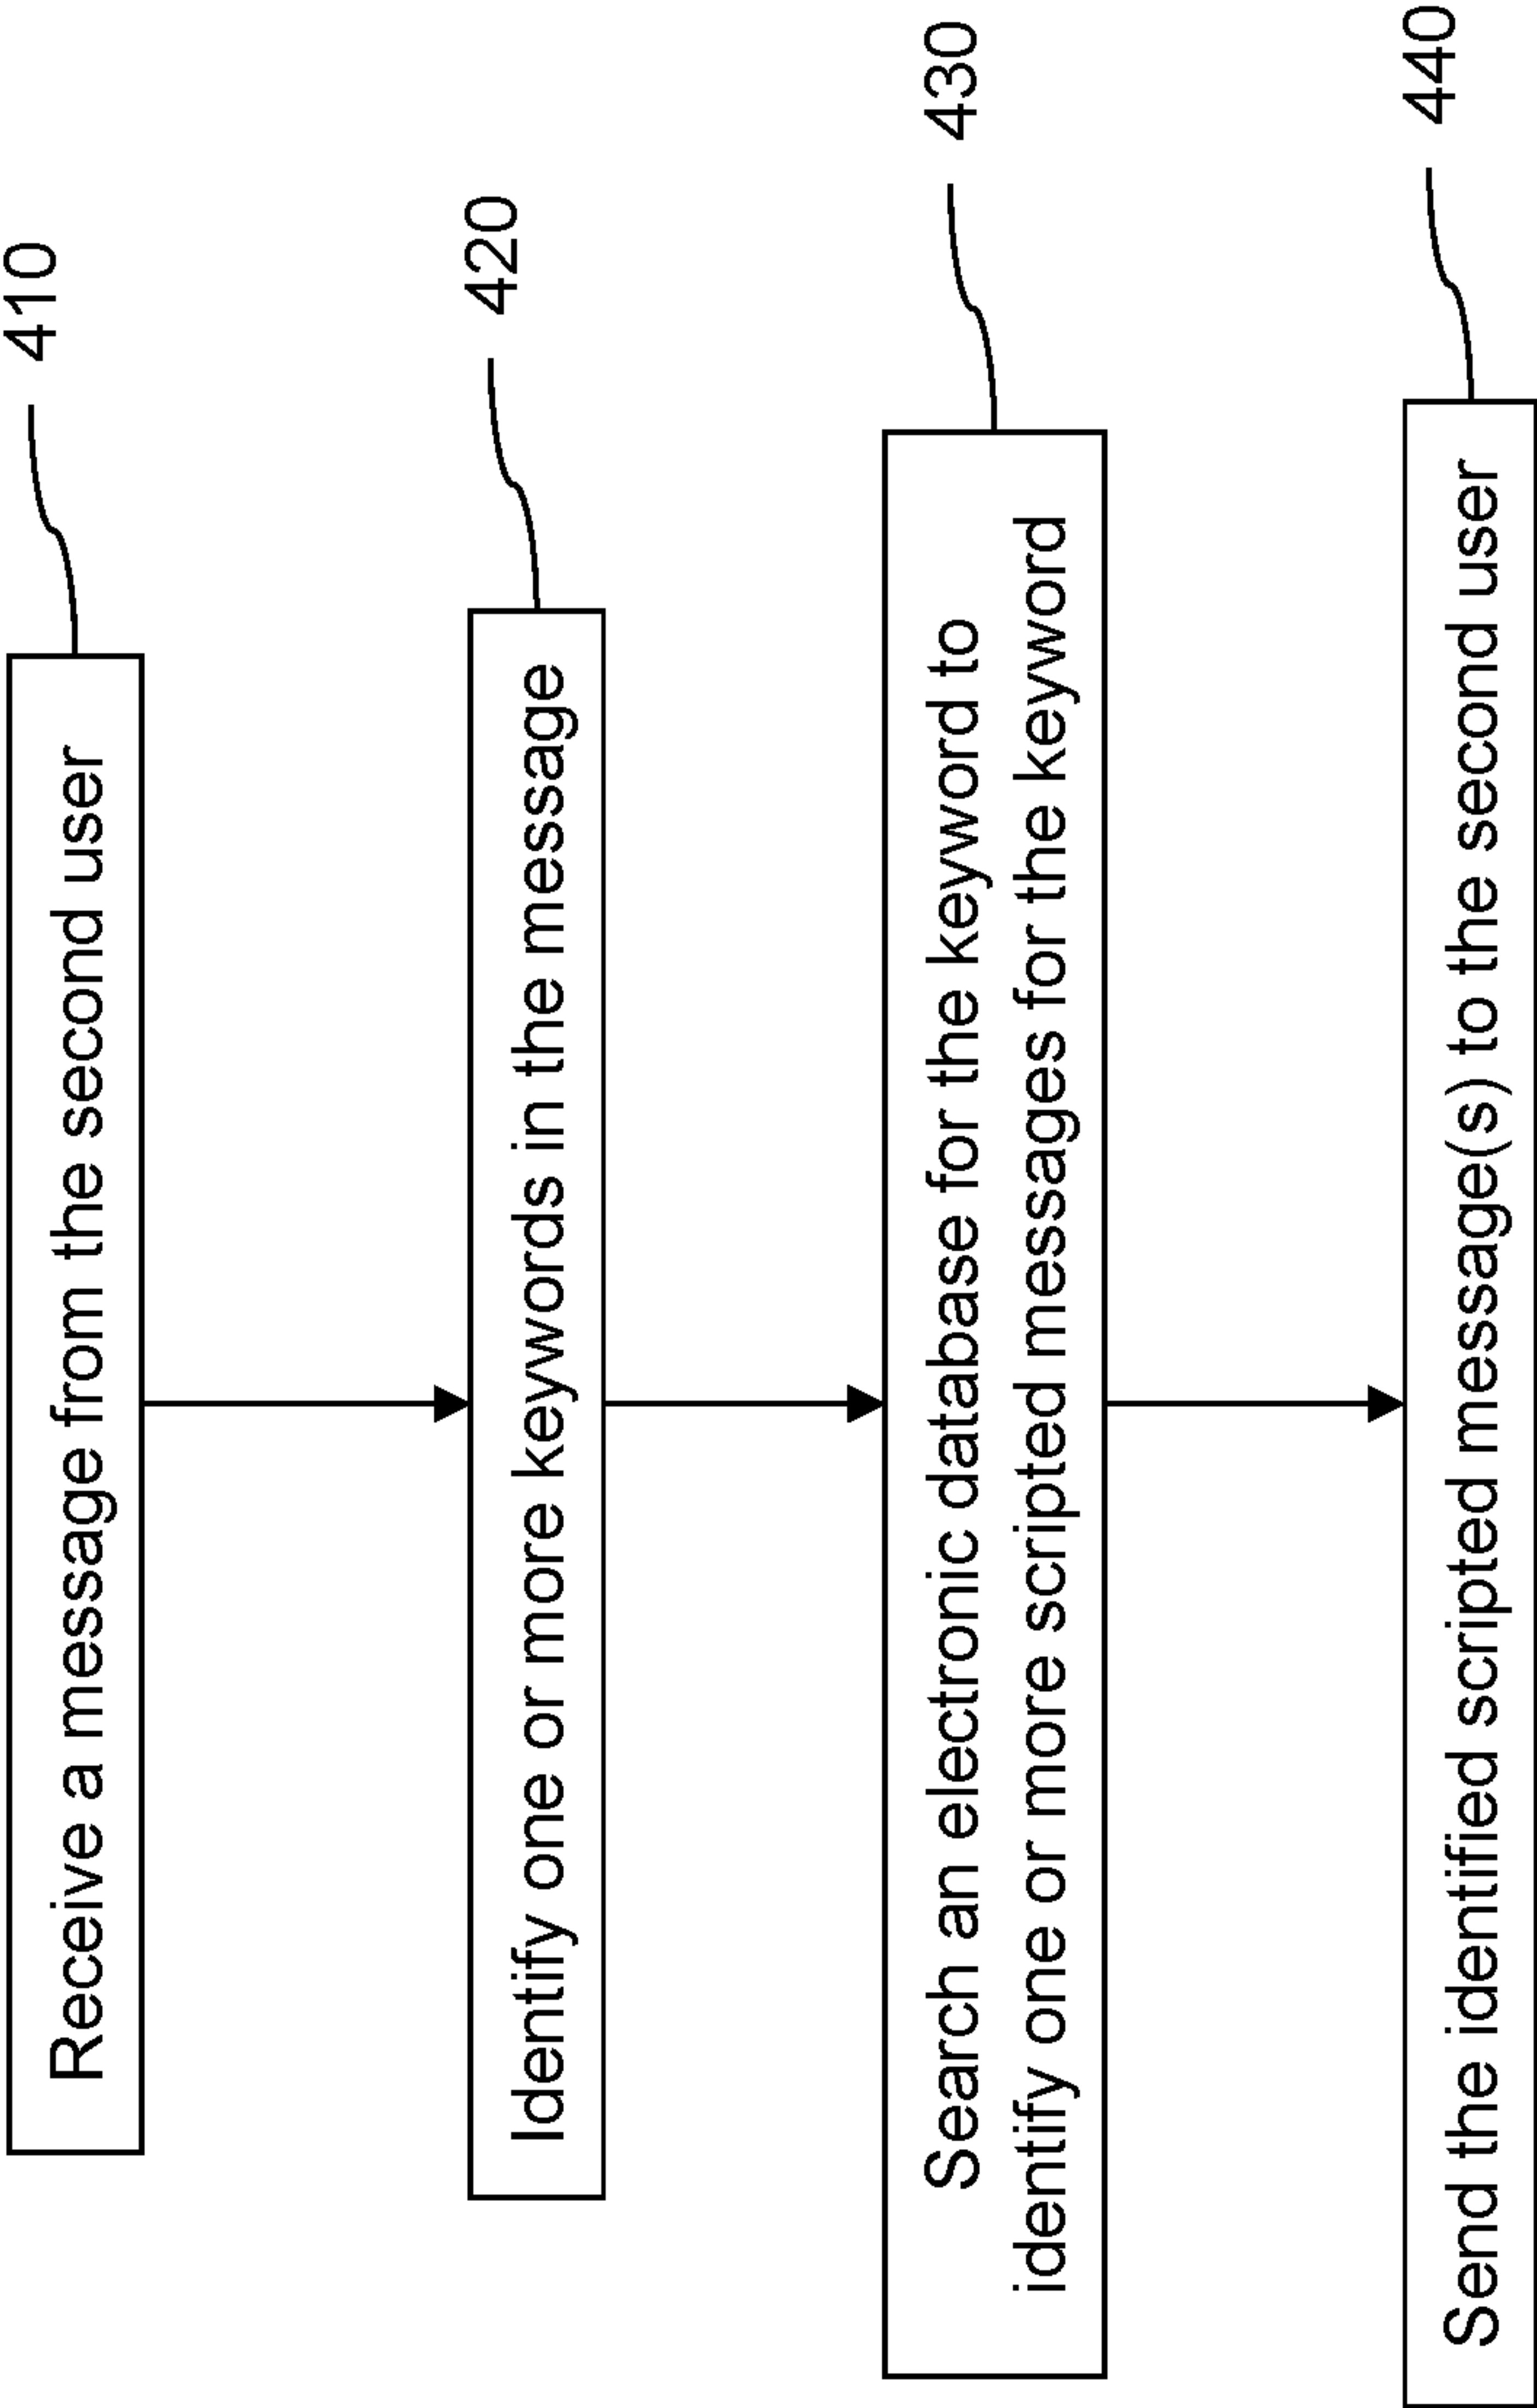 Receive a message from the second user
410
Identify one or more keywords in the message
420
Search an electronic database for the keyword to
identify one or more scripted messages for the keyword
430
Send the identified scripted message(s) to the second user
440